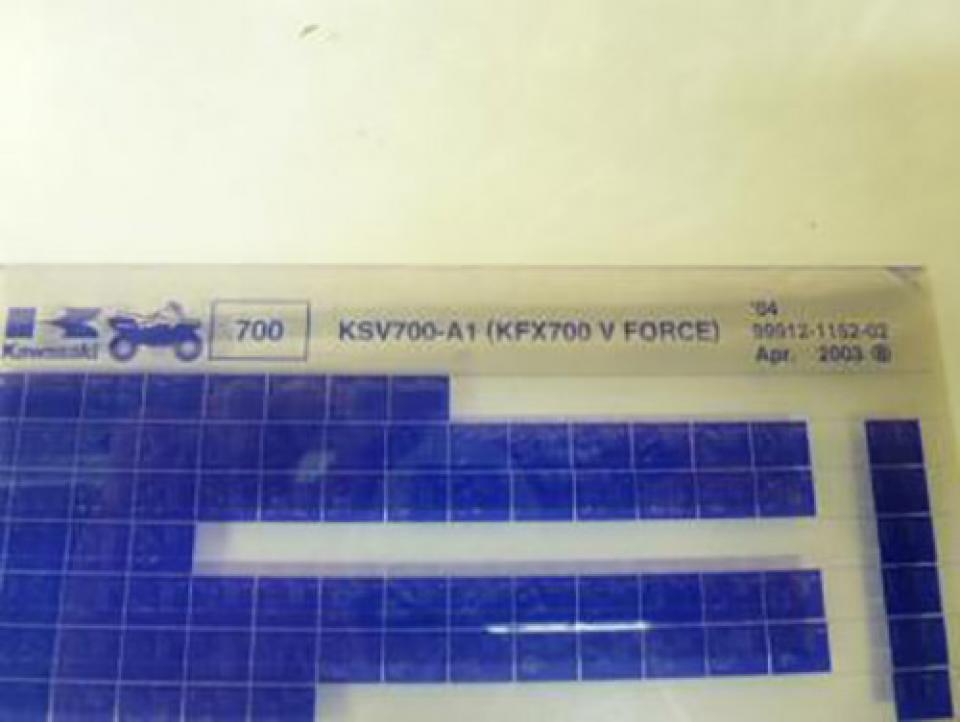 Kawasaki
700
KSV700-A1 (KFX700 V FORCE)
'04
99912-1152-02
Apr. 2003 ®